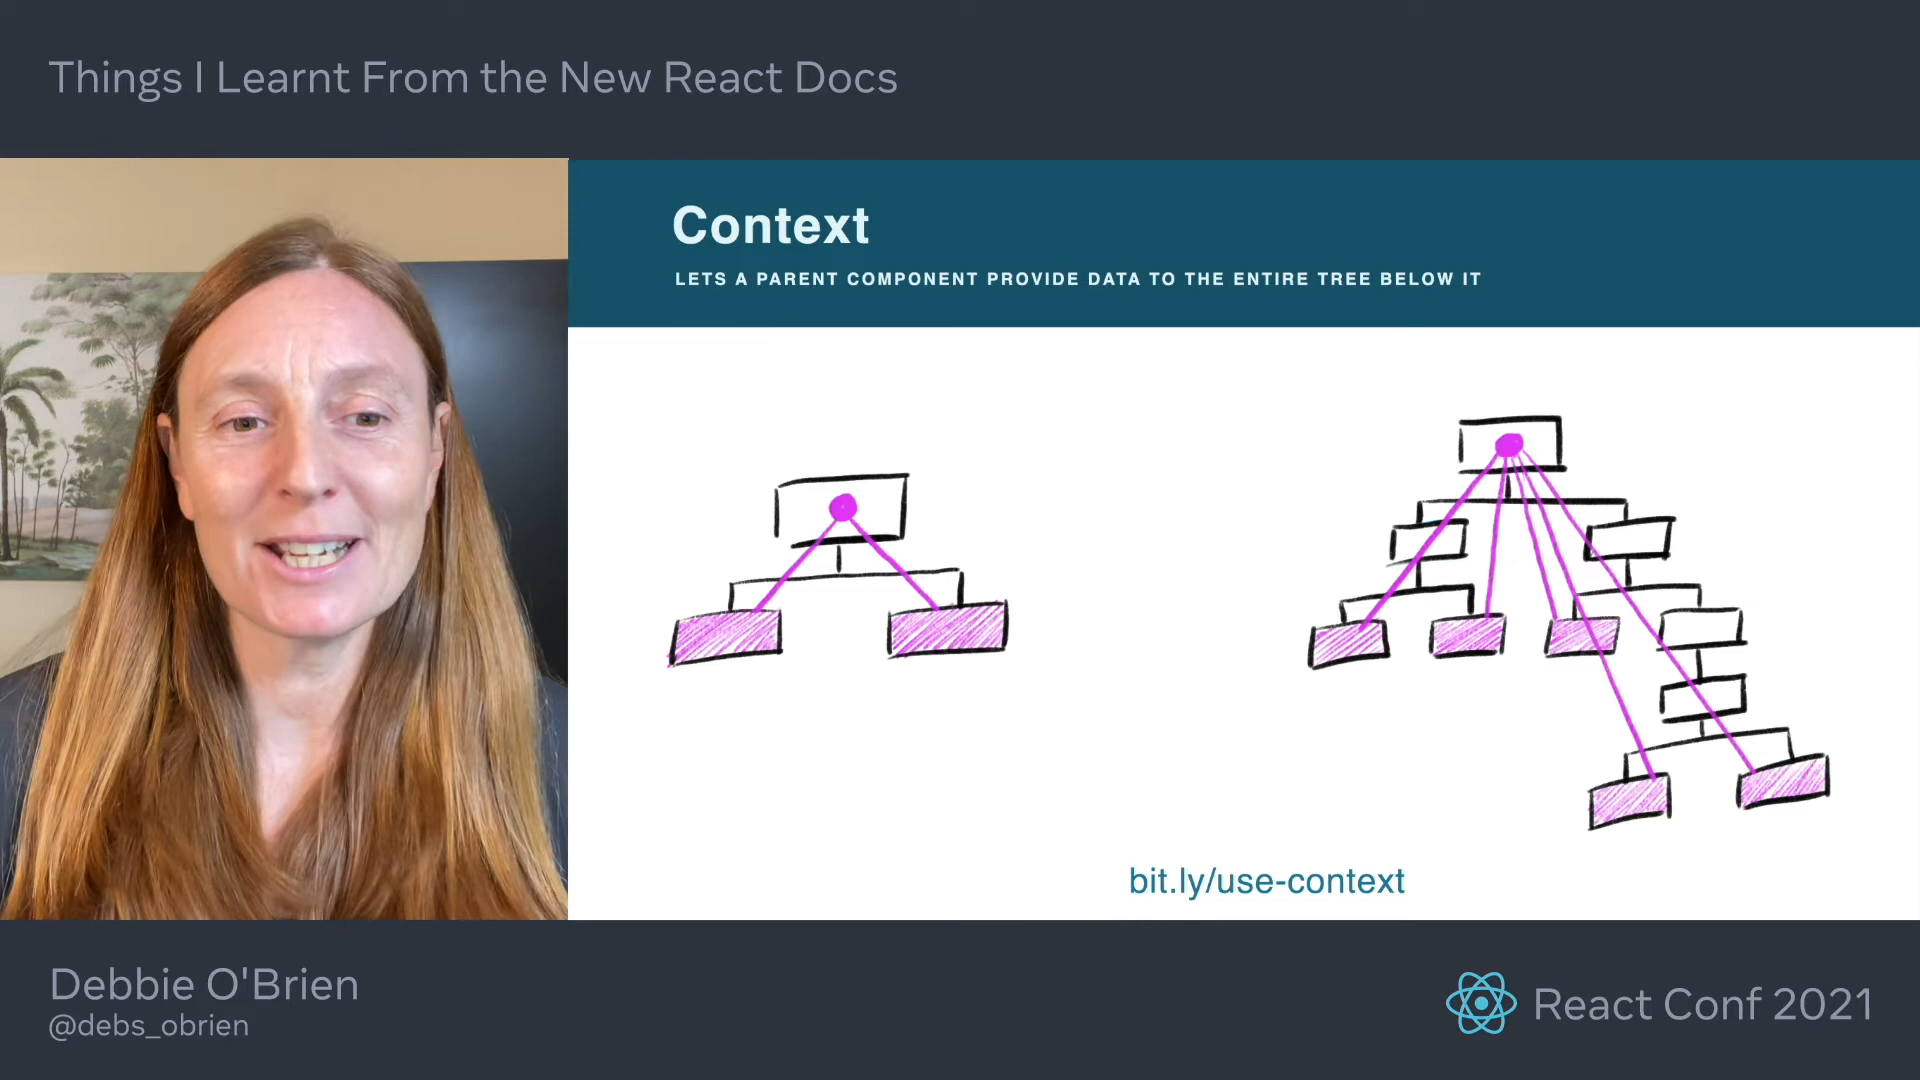 Things I Learnt From the New React Docs
Context
LETS A PARENT COMPONENT PROVIDE DATA TO THE ENTIRE TREE BELOW IT
bit.ly/use-context
Debbie O'Brien
@debs_obrien
React Conf 2021